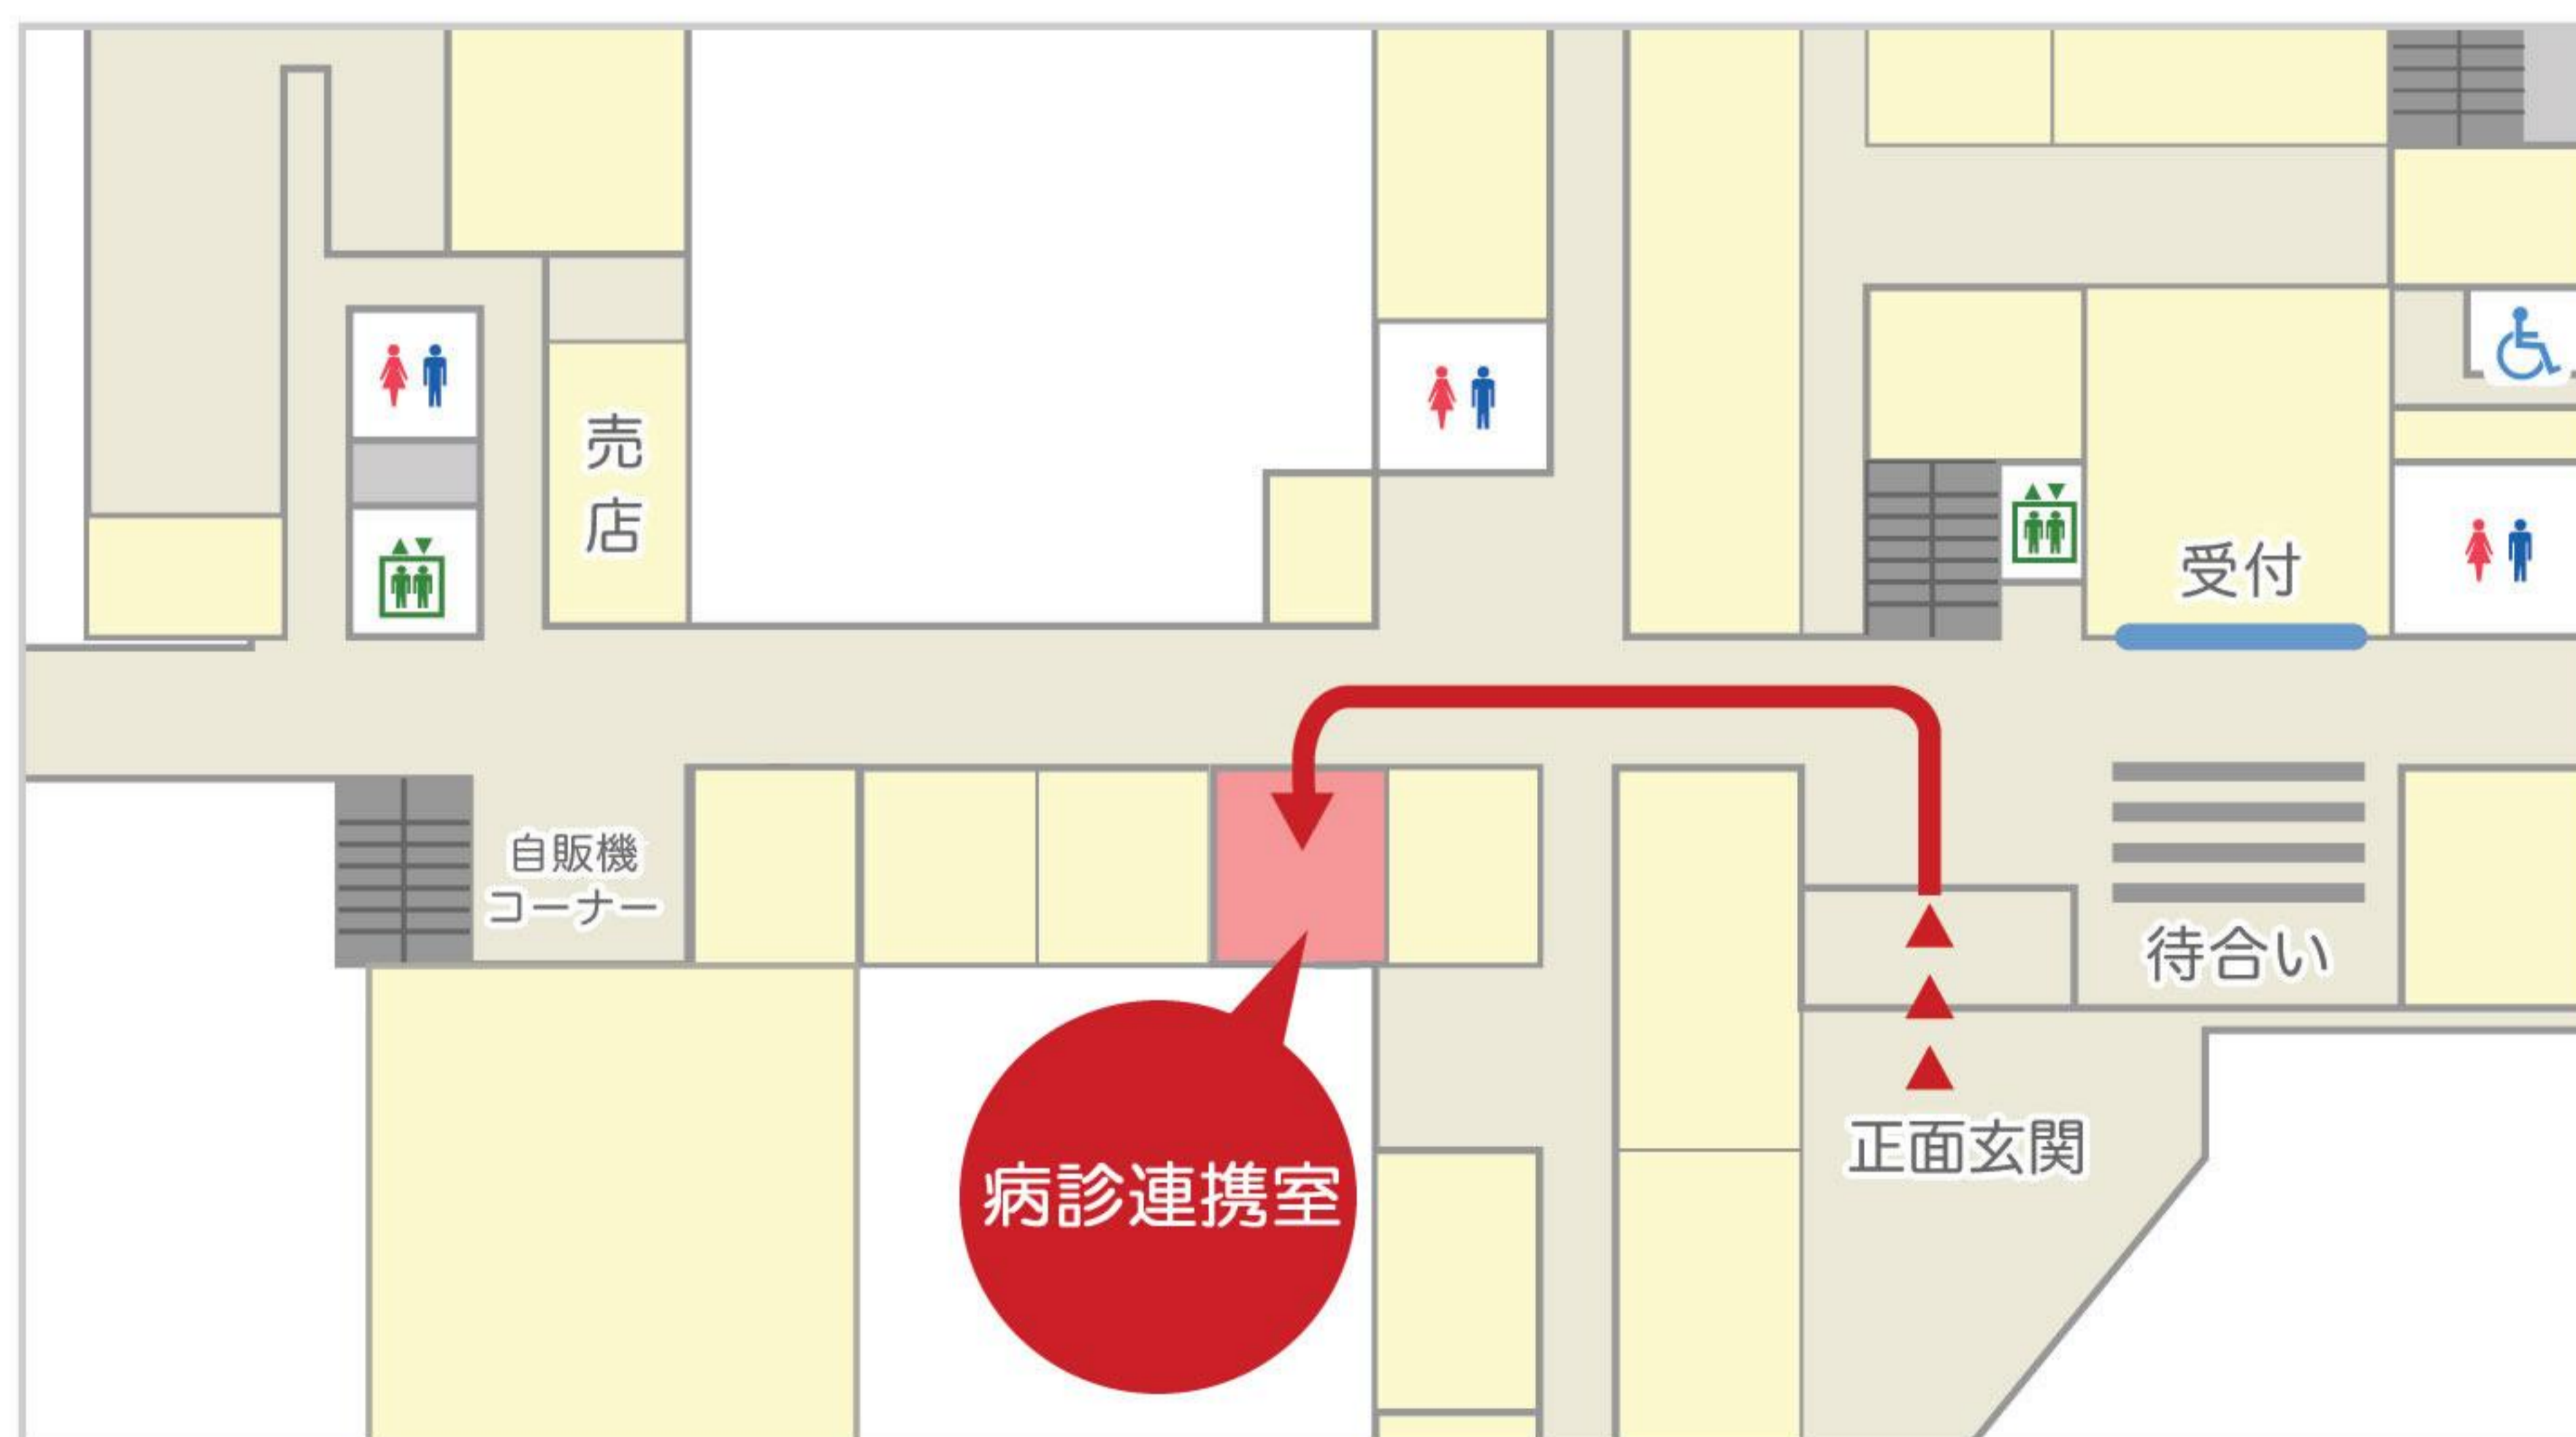 売
店
受付
自販機
コーナー
待合い
正面玄関
病診連携室